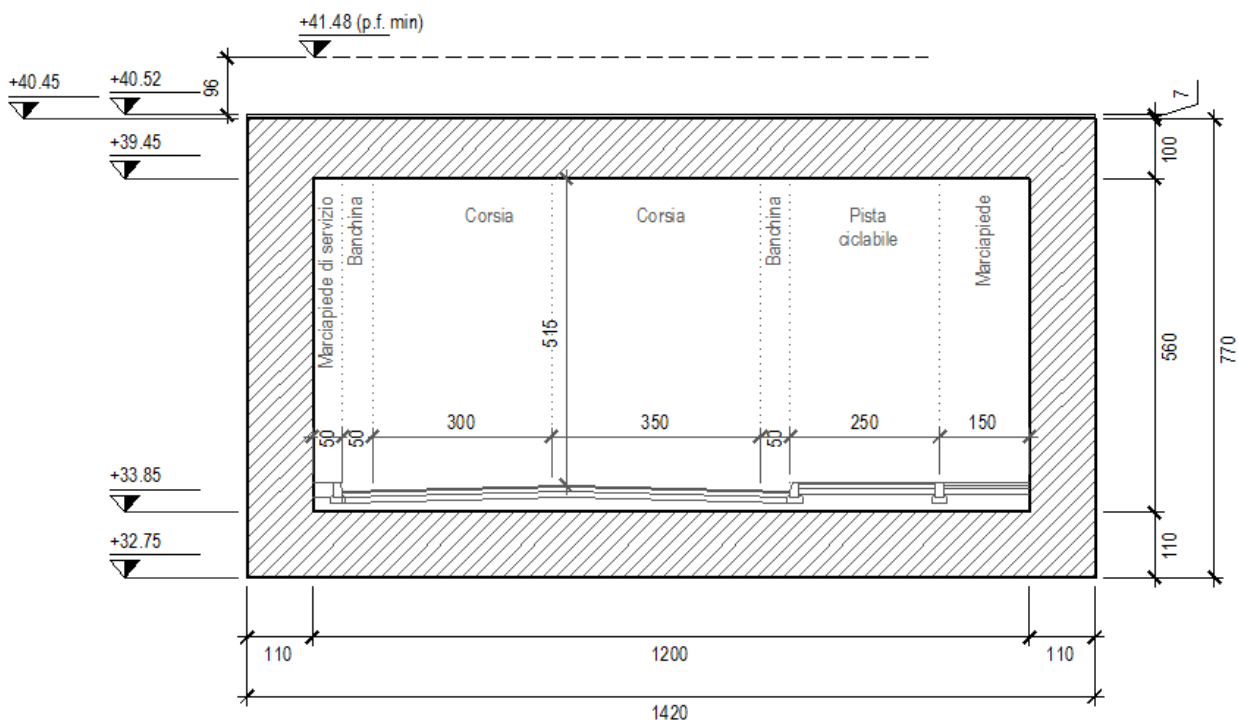 +41.48 (p.f. min)
+40.45
+40.52
96
7
+39.45
100
Marciapiede di servizio
Banchina
Corsia
Corsia
Banchina
Pista
ciclabile
Marciapiede
515
560
770
50
50
300
350
50
250
150
+33.85
+32.75
110
110
1200
110
1420